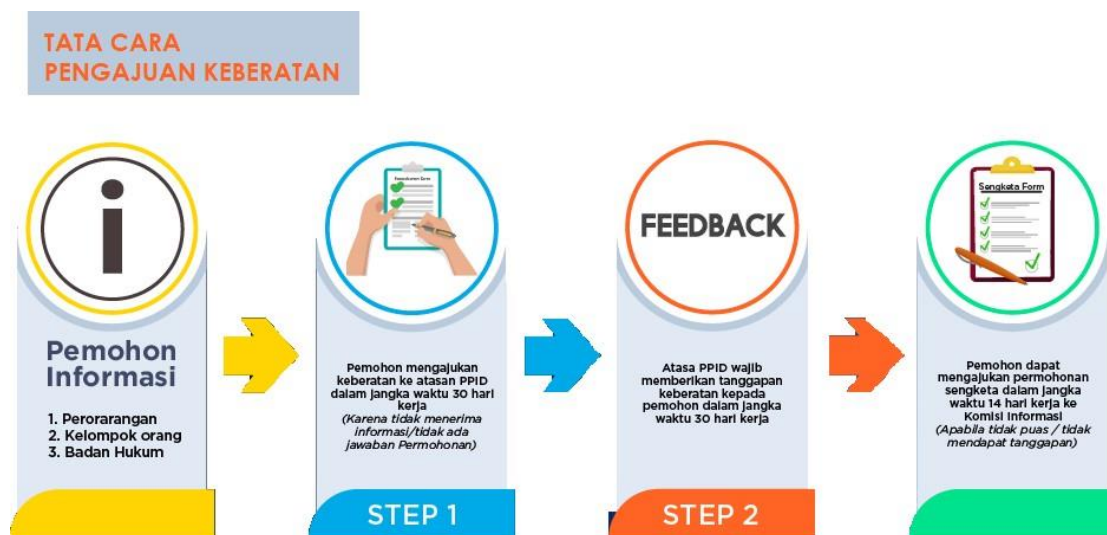 TATA CARA
PENGAJUAN KEBERATAN
Pemohon
Informasi
1. Perorarangan
2. Kelompok orang
3. Badan Hukum
Pemohon mengajukan
keberatan ke atasan PPID
dalam jangka waktu 30 hari
kerja
(Karena tidak menerima
informasi/tidak ada
jawaban Permohonan)
STEP 1
FEEDBACK
Atasa PPID wajib
memberikan tanggapan
keberatan kepada
pemohon dalam jangka
waktu 30 hari kerja
STEP 2
Sengketa Form
Pemohon dapat
mengajukan permohonan
sengketa dalam jangka
waktu 14 hari kerja ke
Komisi Informasi
(Apabila tidak puas / tidak
mendapat tanggapan)